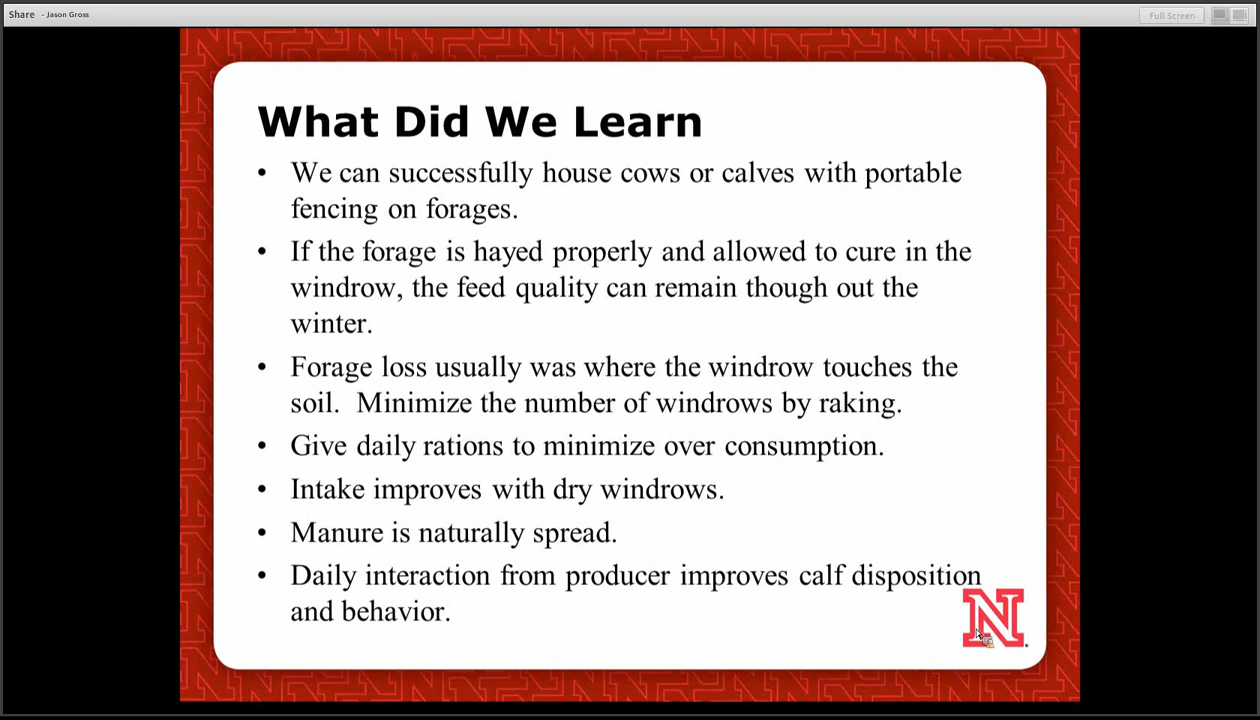 Share - Jason Gross
Full Screen
What Did We Learn
• We can successfully house cows or calves with portable
fencing on forages.
• If the forage is hayed properly and allowed to cure in the
windrow, the feed quality can remain though out the
winter.
• Forage loss usually was where the windrow touches the
soil.  Minimize the number of windrows by raking.
• Give daily rations to minimize over consumption.
• Intake improves with dry windrows.
• Manure is naturally spread.
• Daily interaction from producer improves calf disposition
and behavior.
N